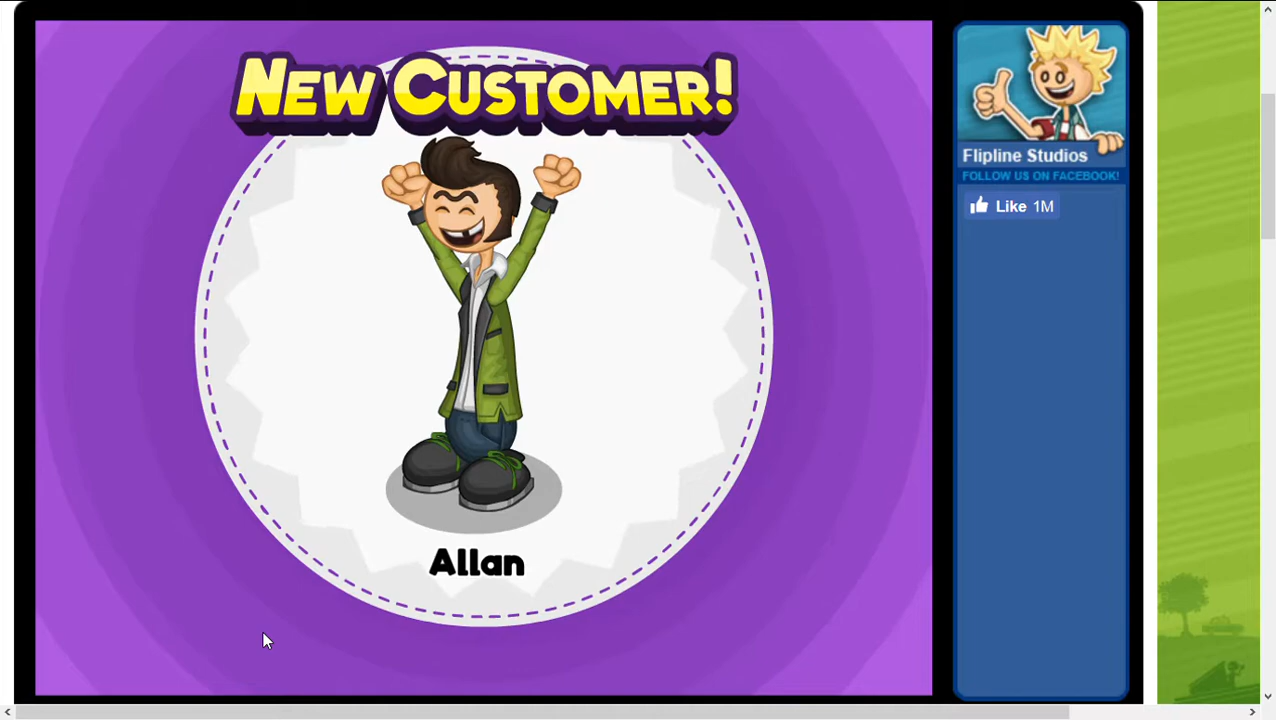 NEW CUSTOMER!
Allan
Flipline Studios
FOLLOW US ON FACEBOOK!
Like 1M